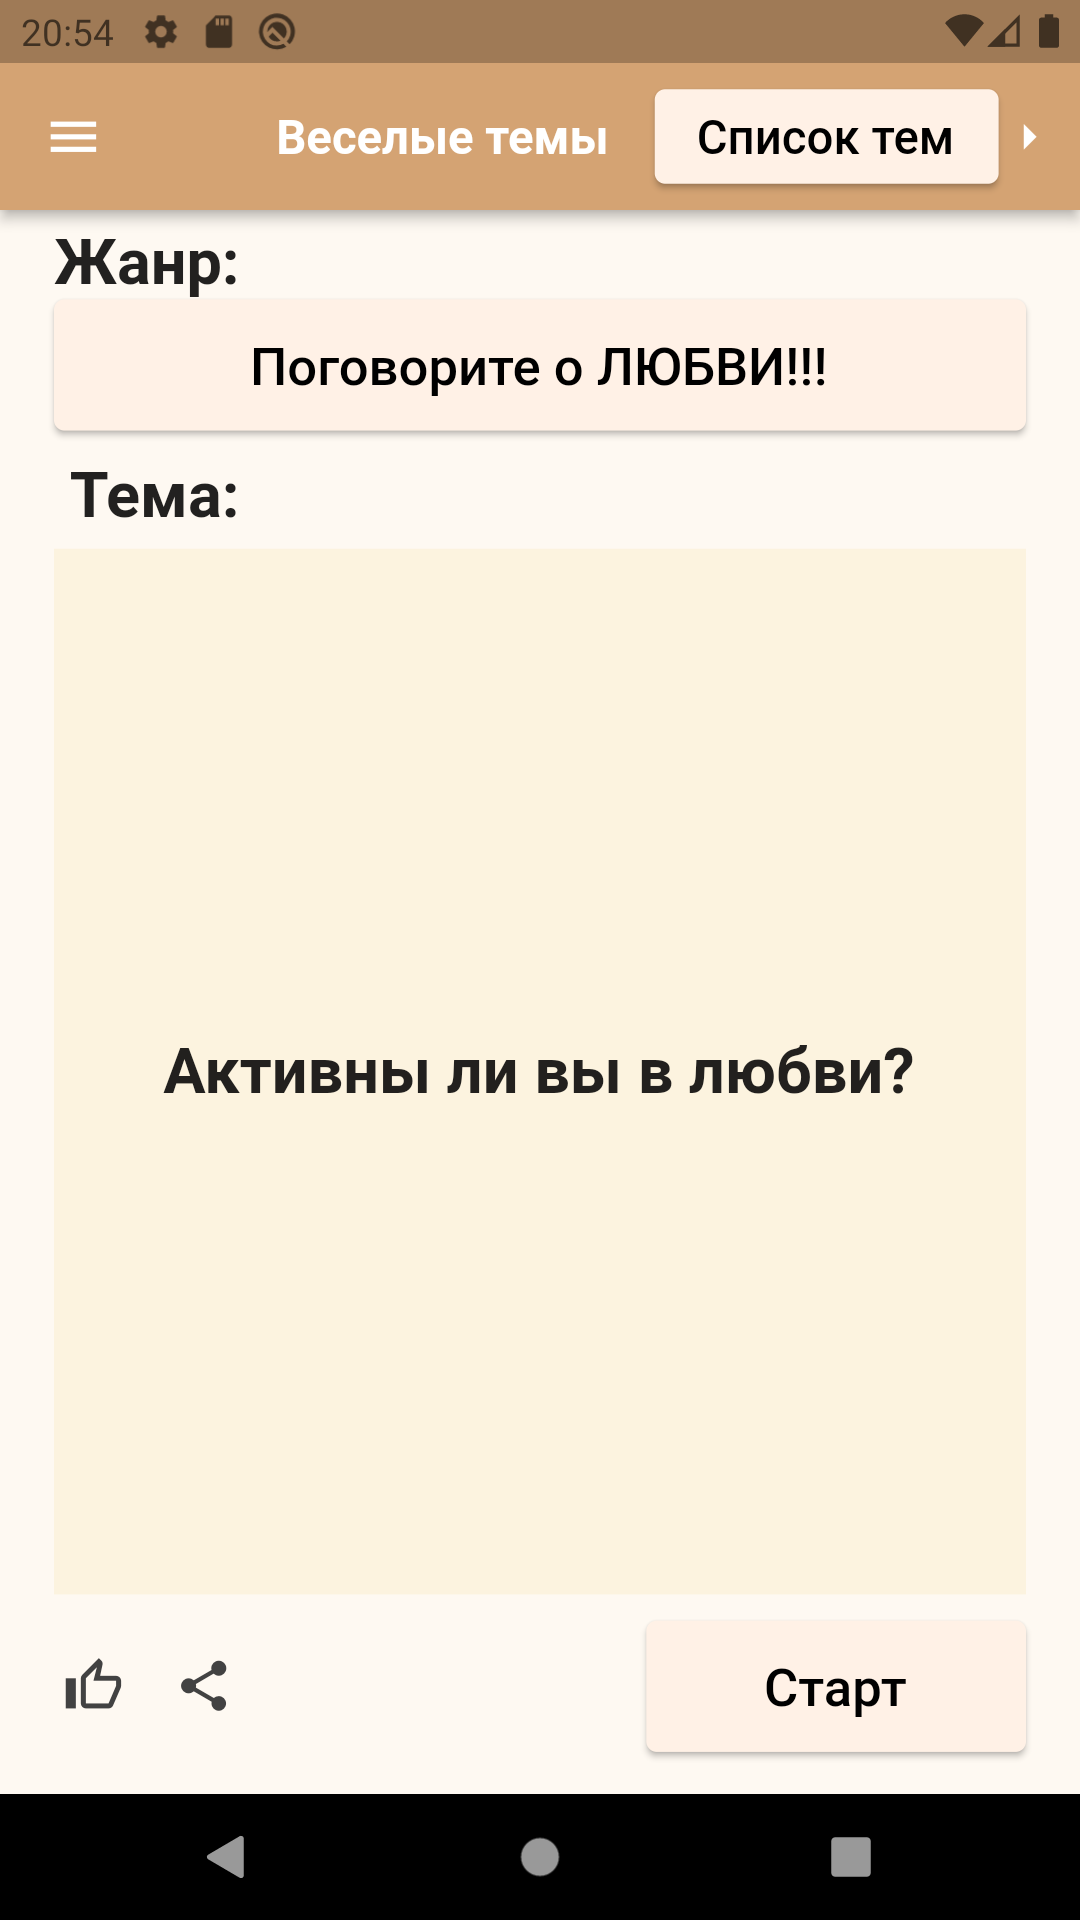 20:54
Веселые темы
Список тем
Жанр:
Поговорите о ЛЮБВИ!!!
Тема:
Активны ли вы в любви?
Старт